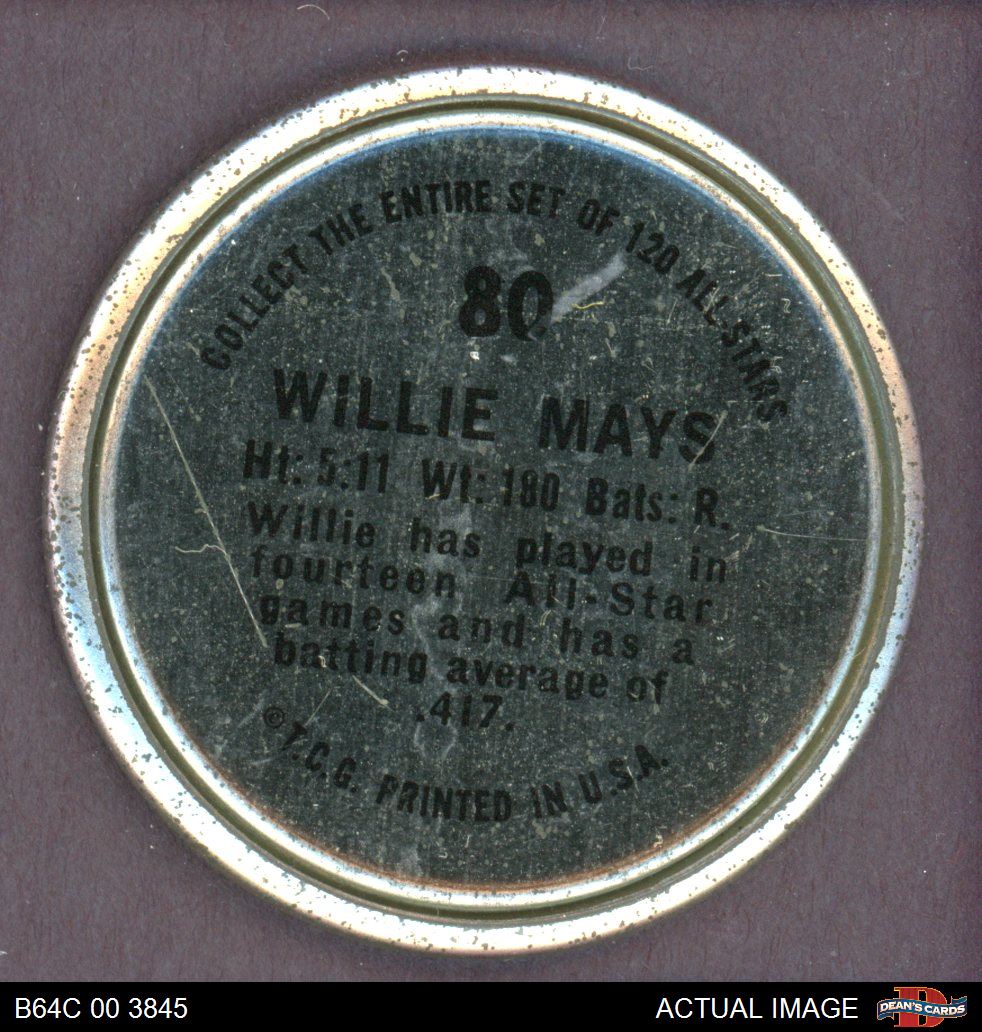 COLLECT THE ENTIRE SET OF 120 ALL-STARS
80
WILLIE MAYS
Ht: 5:11 Wt: 180 Bats: R.
Willie has played in
fourteen All-Star
games and has a
batting average of
.417.
© T.C.G. PRINTED IN U.S.A.
B64C 00 3845
ACTUAL IMAGE
D
DEAN'S CARDS